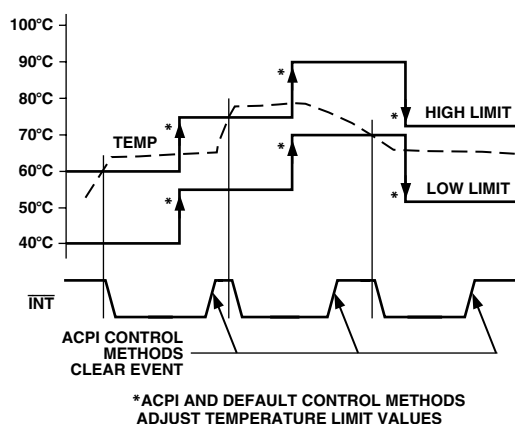 100°C
90°C
80°C
70°C
60°C
50°C
40°C
TEMP
*
*
*
*
*
*
HIGH LIMIT
LOW LIMIT
INT
ACPI CONTROL
METHODS
CLEAR EVENT
*ACPI AND DEFAULT CONTROL METHODS
ADJUST TEMPERATURE LIMIT VALUES